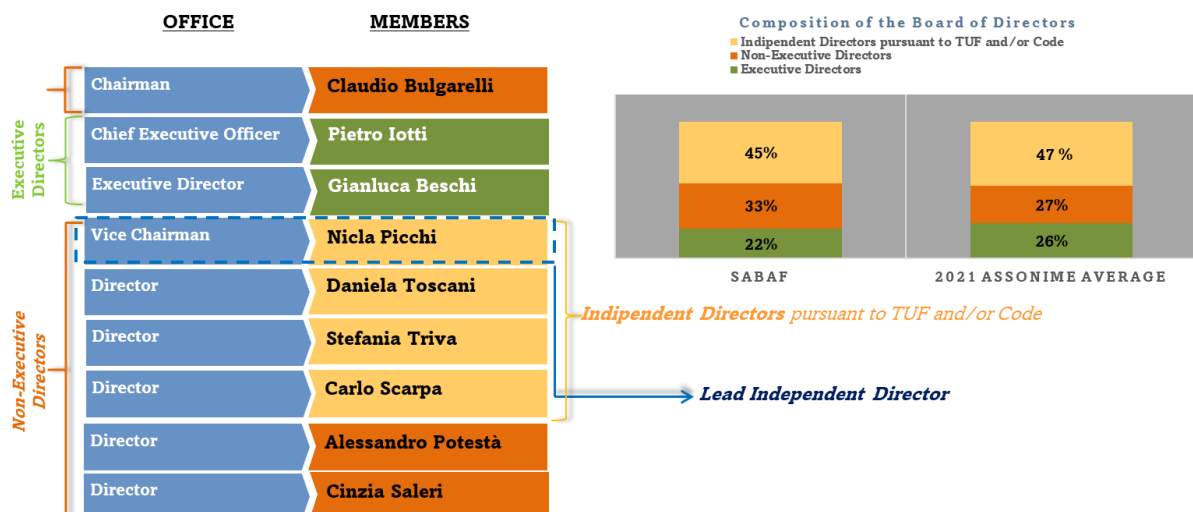 OFFICE MEMBERS
Chairman Claudio Bulgarelli
Executive Directors
Chief Executive Officer Pietro Iotti
Executive Director Gianluca Beschi
Non-Executive Directors
Vice Chairman Nicla Picchi
Director Daniela Toscani
Director Stefania Triva
Director Carlo Scarpa
Director Alessandro Potestà
Director Cinzia Saleri
Indipendent Directors pursuant to TUF and/or Code
Lead Independent Director
Composition of the Board of Directors
Indipendent Directors pursuant to TUF and/or Code
Non-Executive Directors
Executive Directors
45% 47 %
33% 27%
22% 26%
SABAF 2021 ASSONIME AVERAGE